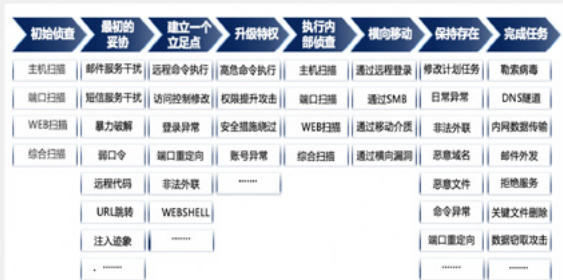 初始侦查
最初的
妥协
建立一个
立足点
升级特权
执行内
部侦查
横向移动
保持存在
完成任务
主机扫描 邮件服务干扰 远程命令执行 高危命令执行 主机扫描 通过远程登录 修改计划任务 勒索病毒
端口扫描 短信服务干扰 访问控制修改 权限提升攻击 端口扫描 通过SMB 日常异常 DNS隧道
WEB扫描 暴力破解 登录异常 安全措施绕过 WEB扫描 通过移动介质 非法外联 内网数据传输
综合扫描 弱口令 端口重定向 账号异常 综合扫描 通过横向漏洞 恶意域名 邮件外发
远程代码 非法外联 ········ 恶意文件 拒绝服务
URL跳转 WEBSHELL 命令异常 关键文件删除
注入迹象 ········ 端口重定向 数据窃取攻击
. ········ ········ ········